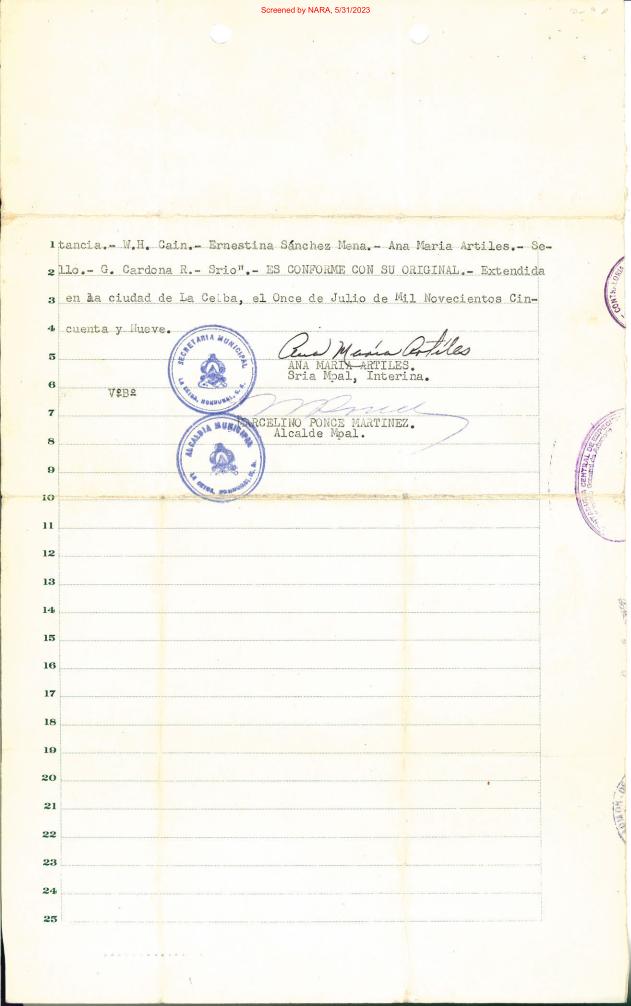 Screened by NARA, 5/31/2023
1 tancia.- W.H. Cain.- Ernestina Sánchez Mena.- Ana Maria Artiles.- Se-
2 llo.- G. Cardona R.- Srio".- ES CONFORME CON SU ORIGINAL.- Extendida
3 en la ciudad de La Ceiba, el Once de Julio de Mil Novecientos Cin-
4 cuenta y Nueve.
SECRETARIA MUNICIPAL
LA CEIBA, HONDURAS, C. A.
Ana María Artiles
5 ANA MARIA ARTILES.
Sria Mpal, Interina.
6
VºBº
7 MARCELINO PONCE MARTINEZ.
Alcalde Mpal.
8
ALCALDIA MUNICIPAL
LA CEIBA, HONDURAS, C. A.
9
10
11
12
13
14
15
16
17
18
19
20
21
22
23
24
25